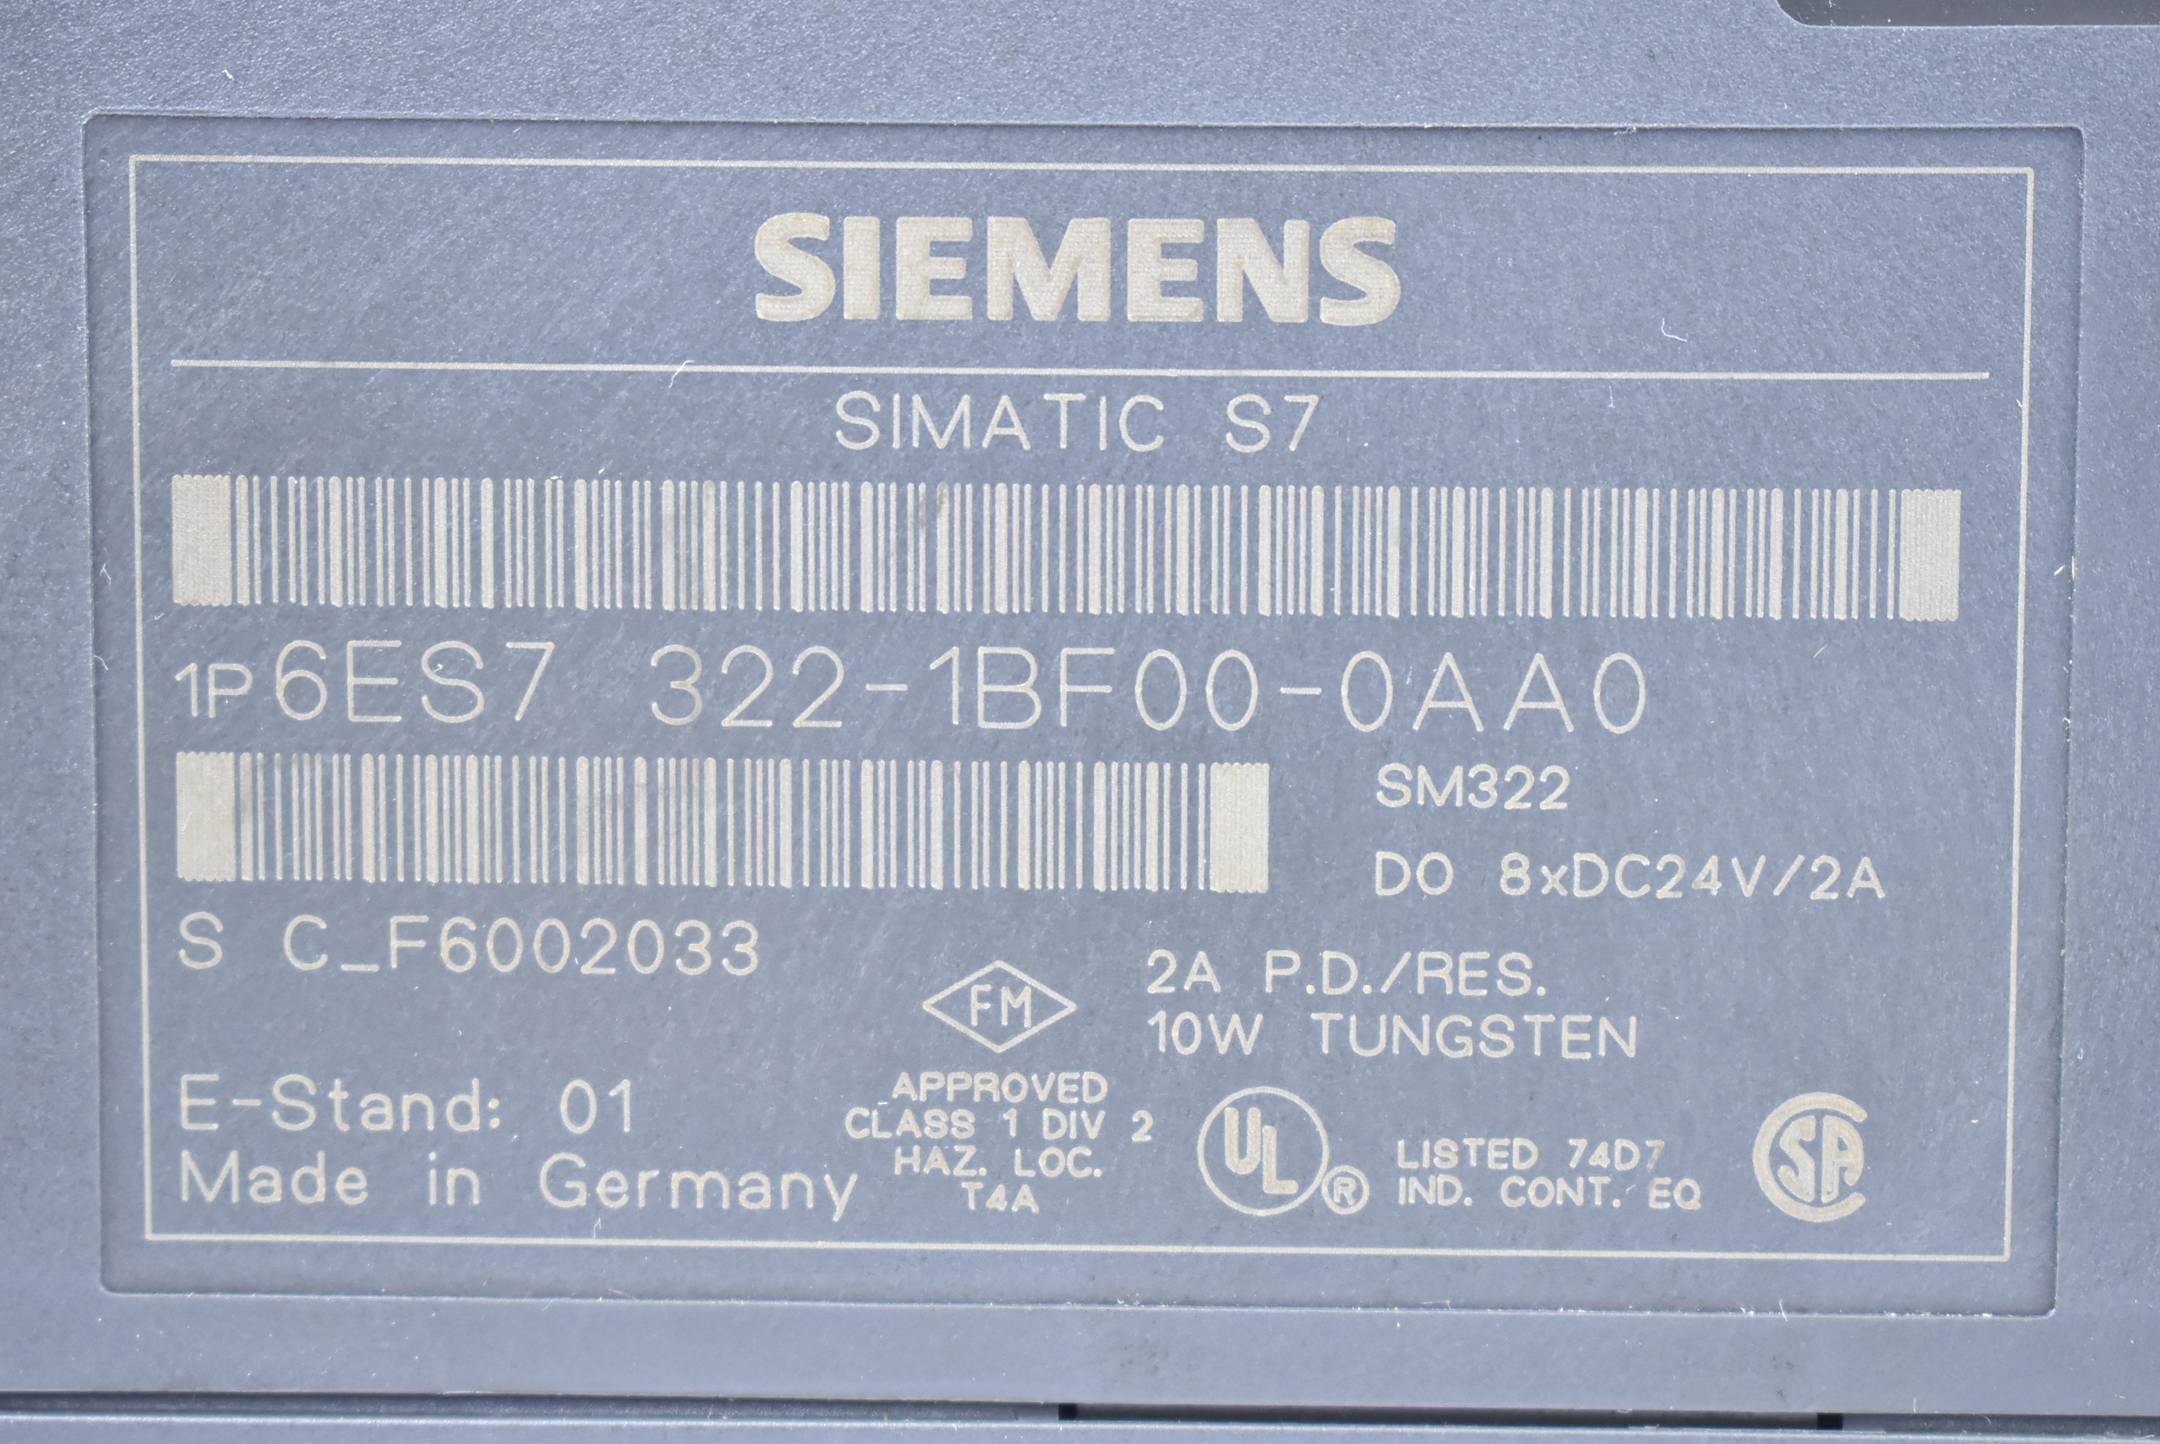 SIEMENS
SIMATIC S7
1P 6ES7 322-1BF00-0AA0
SM322
DO 8xDC24V/2A
S C_F6002033
FM
2A P.D./RES.
10W TUNGSTEN
E-Stand: 01
Made in Germany
APPROVED
CLASS 1 DIV 2
HAZ. LOC.
T4A
UL ®
LISTED 74D7
IND. CONT. EQ
SA